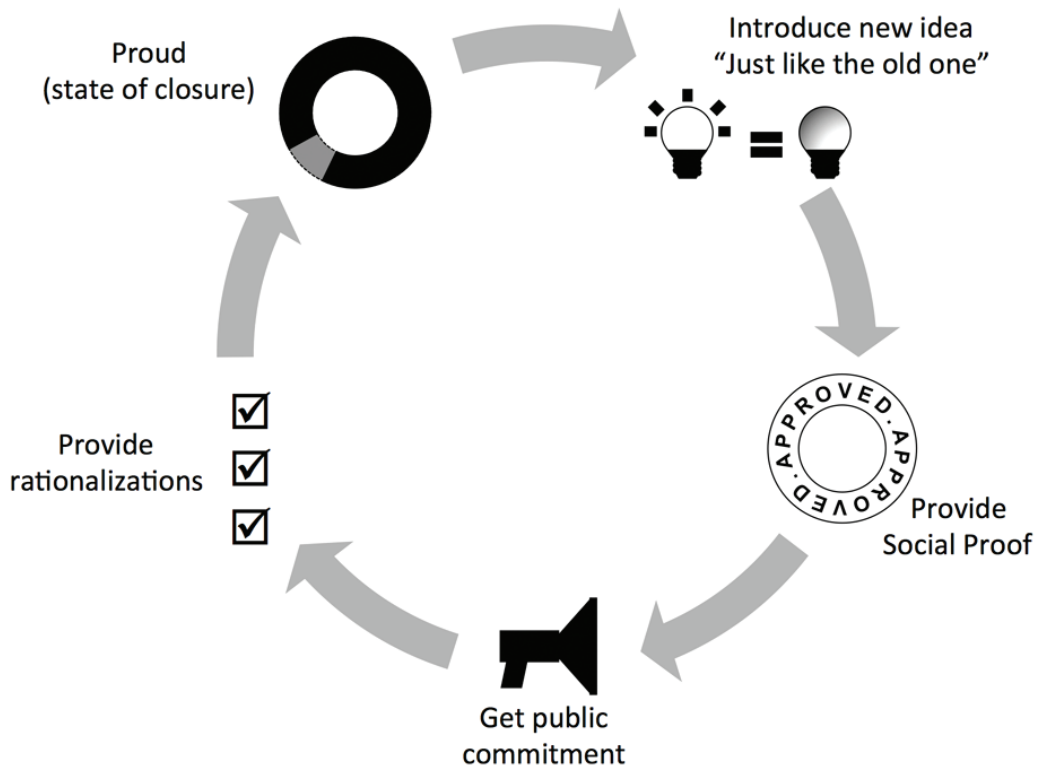 Proud
(state of closure)
Introduce new idea
“Just like the old one”
APPROVED.APPROVED.
Provide
Social Proof
Get public
commitment
Provide
rationalizations